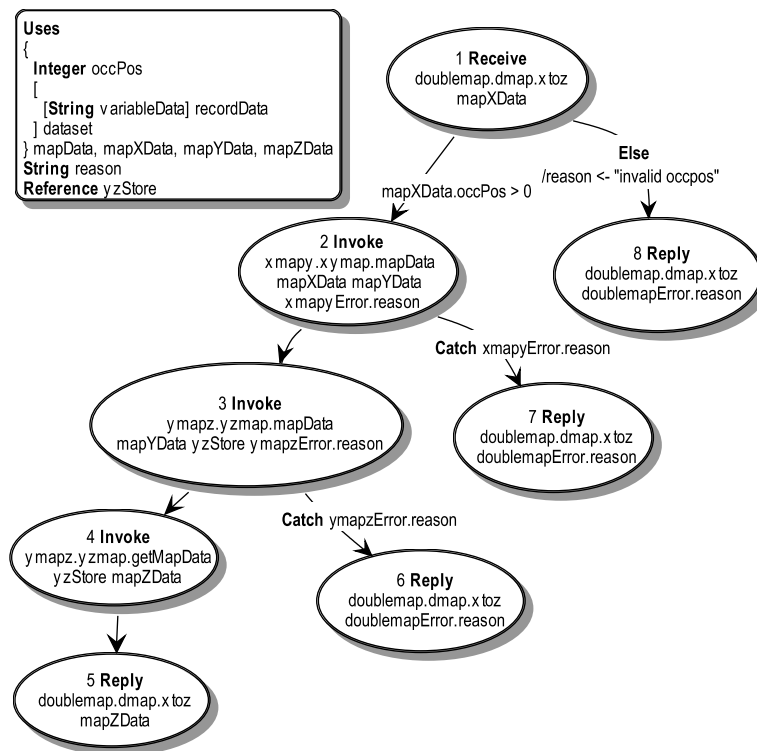 Uses
{
Integer occPos
[
[String variableData] recordData
] dataset
} mapData, mapXData, mapYData, mapZData
String reason
Reference yzStore
1 Receive
doublemap.dmap.xtoz
mapXData
mapXData.occPos > 0
Else
/reason <- "invalid occpos"
2 Invoke
xmapy.xymap.mapData
mapXData mapYData
xmapyError.reason
8 Reply
doublemap.dmap.xtoz
doublemapError.reason
Catch xmapyError.reason
3 Invoke
ymapz.yzmap.mapData
mapYData yzStore ymapzError.reason
7 Reply
doublemap.dmap.xtoz
doublemapError.reason
Catch ymapzError.reason
4 Invoke
ymapz.yzmap.getMapData
yzStore mapZData
6 Reply
doublemap.dmap.xtoz
doublemapError.reason
5 Reply
doublemap.dmap.xtoz
mapZData